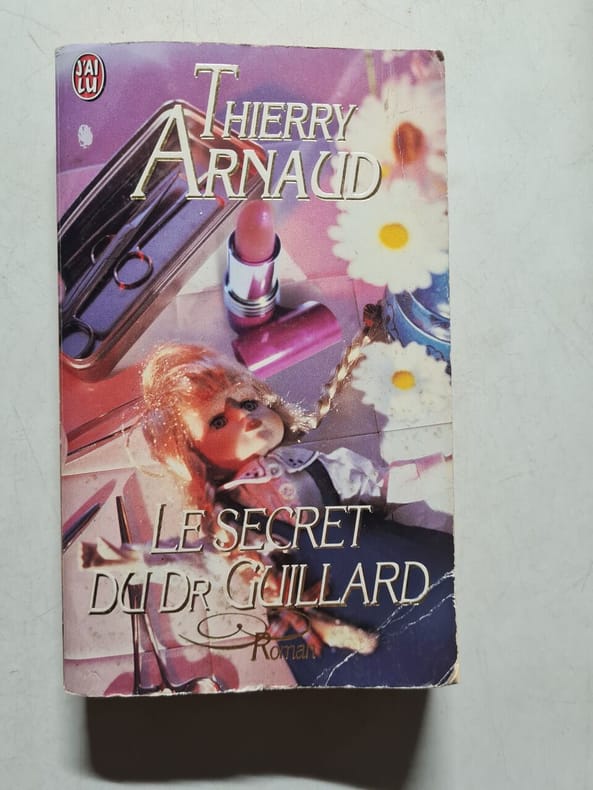 J'AI
LU
THIERRY
ARNAUD
LE SECRET
DU DR GUILLARD
Roman